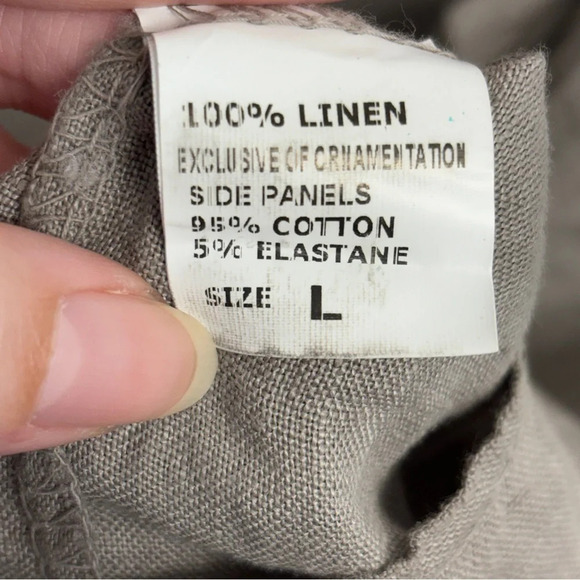 100% LINEN
EXCLUSIVE OF ORNAMENTATION
SIDE PANELS
95% COTTON
5% ELASTANE
SIZE L